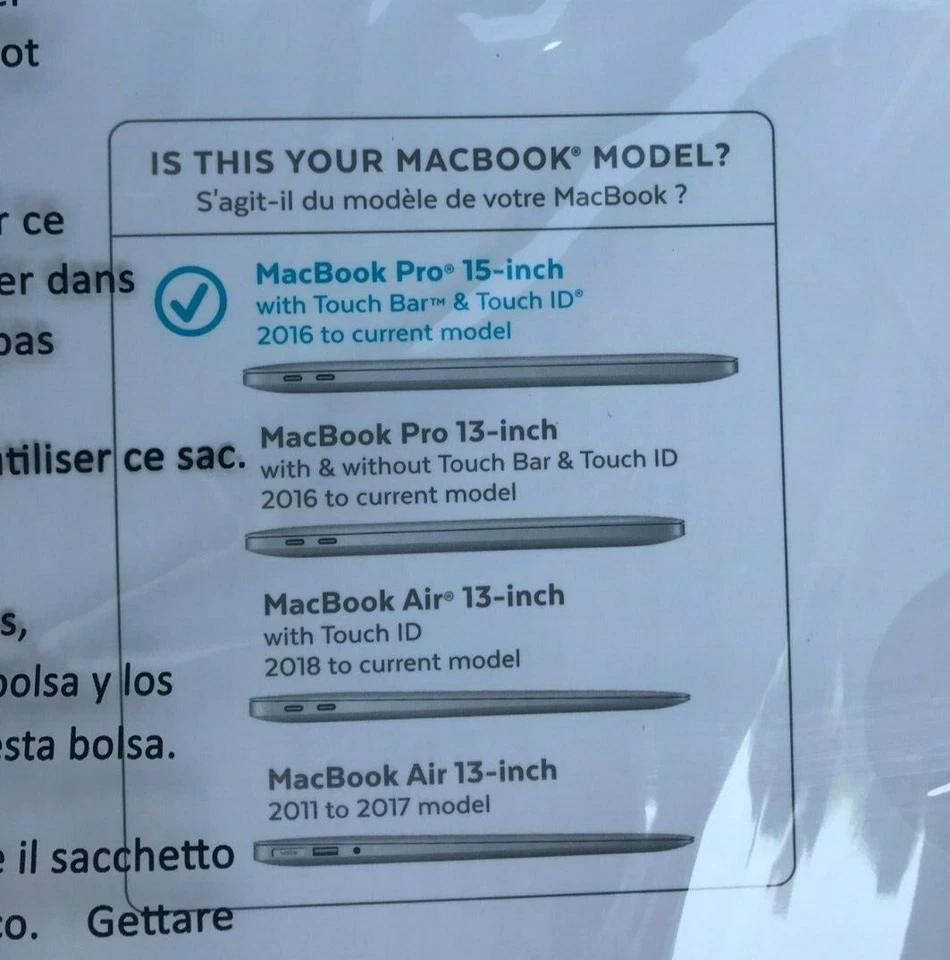 ot
r ce
er dans
pas
utiliser ce sac.
s,
bolsa y los
esta bolsa.
e il sacchetto
co. Gettare
IS THIS YOUR MACBOOK® MODEL?
S'agit-il du modèle de votre MacBook ?
MacBook Pro® 15-inch
with Touch Bar™ & Touch ID®
2016 to current model
MacBook Pro 13-inch
with & without Touch Bar & Touch ID
2016 to current model
MacBook Air® 13-inch
with Touch ID
2018 to current model
MacBook Air 13-inch
2011 to 2017 model